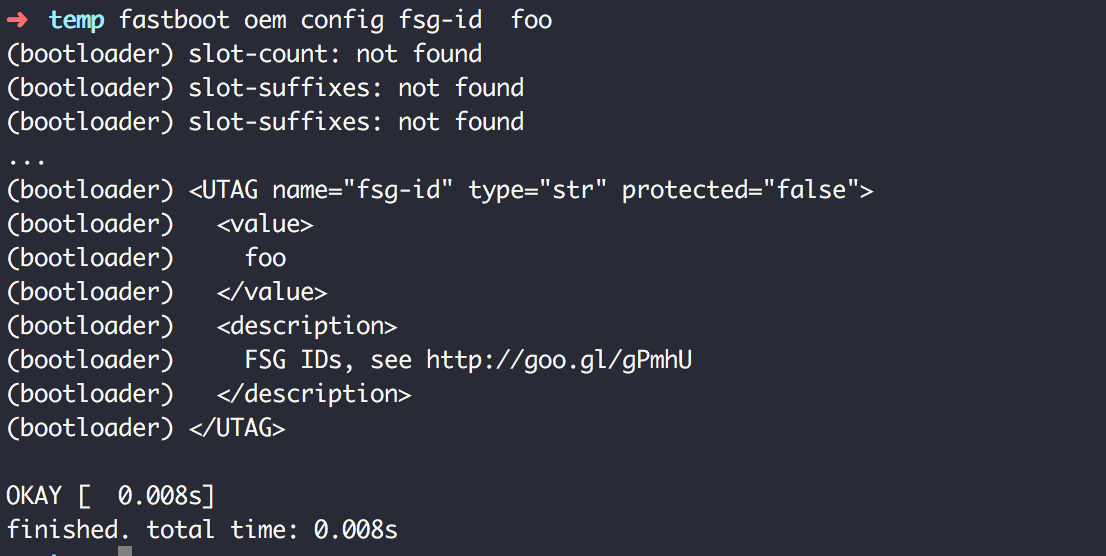 ➜ temp fastboot oem config fsg-id foo
(bootloader) slot-count: not found
(bootloader) slot-suffixes: not found
(bootloader) slot-suffixes: not found
...
(bootloader) <UTAG name="fsg-id" type="str" protected="false">
(bootloader)   <value>
(bootloader)     foo
(bootloader)   </value>
(bootloader)   <description>
(bootloader)     FSG IDs, see http://goo.gl/gPmhU
(bootloader)   </description>
(bootloader) </UTAG>
OKAY [  0.008s]
finished. total time: 0.008s